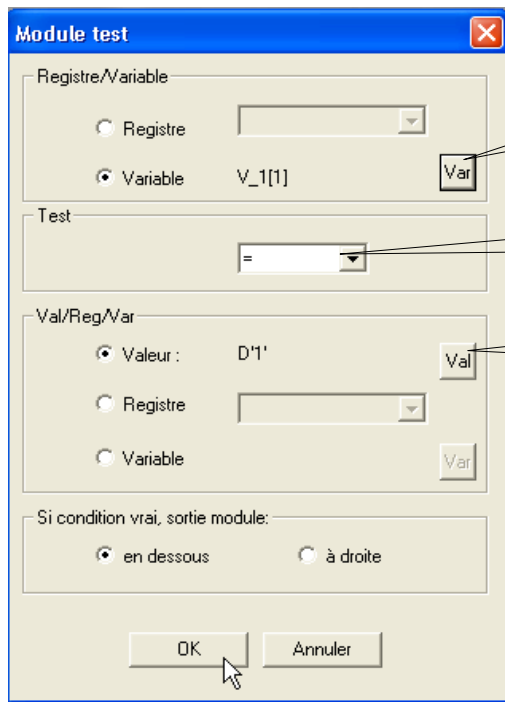 Module test
Registre/Variable
Registre
Variable V_1[1] Var
Test
=
Val/Reg/Var
Valeur : D'1' Val
Registre
Variable Var
Si condition vrai, sortie module:
en dessous à droite
OK Annuler